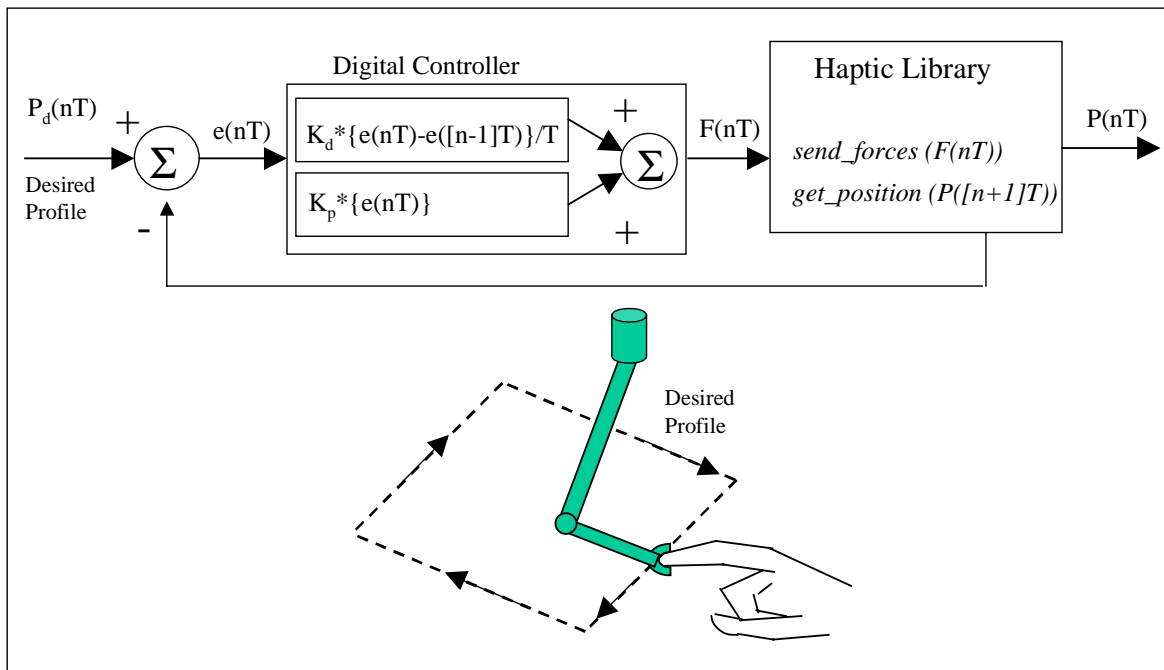 Digital Controller
Haptic Library
P_d(nT)
+
e(nT)
K_d*{e(nT)-e([n-1]T)}/T
+
F(nT)
P(nT)
Σ
Σ
send_forces (F(nT))
Desired
Profile
K_p*{e(nT)}
get_position (P([n+1]T))
-
+
Desired
Profile